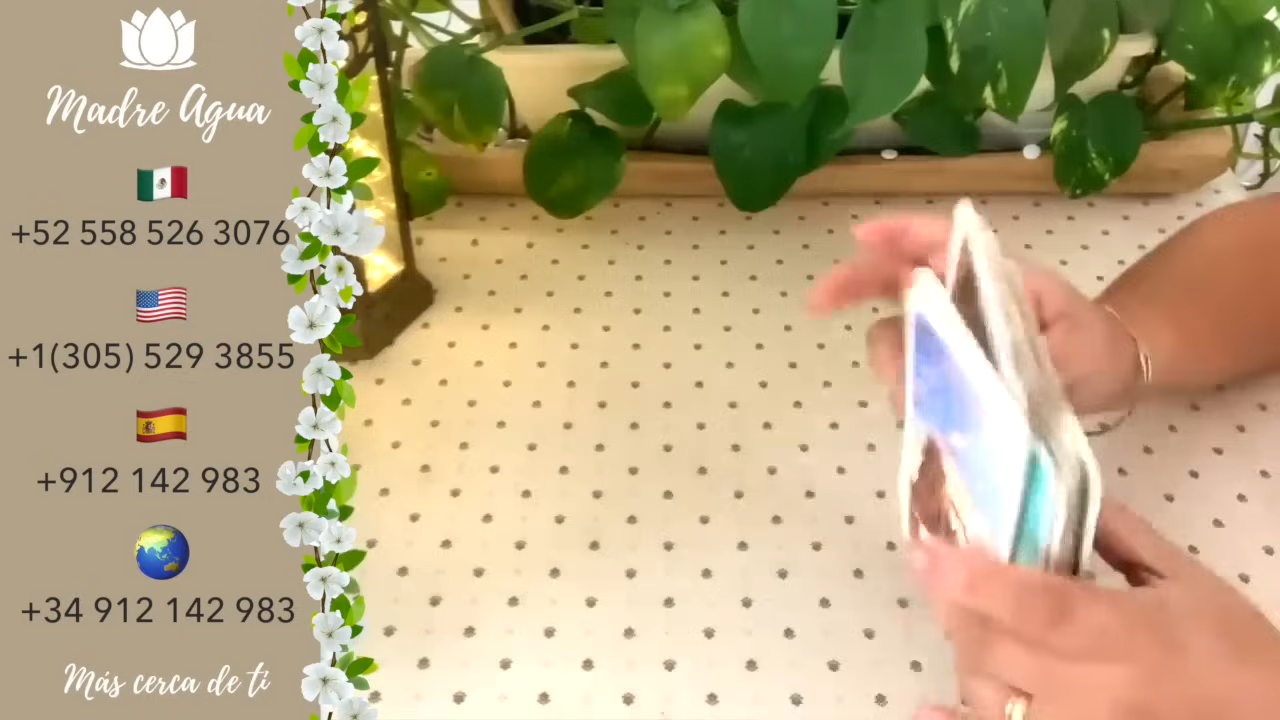 Madre Agua
+52 558 526 3076
+1(305) 529 3855
+912 142 983
+34 912 142 983
Más cerca de ti